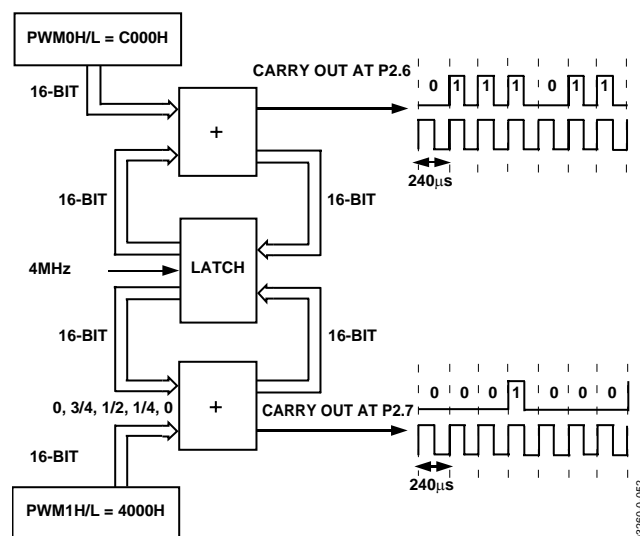 PWM0H/L = C000H
16-BIT
CARRY OUT AT P2.6
0 1 1 1 0 1 1
+
240μs
16-BIT
16-BIT
4MHz
LATCH
16-BIT
16-BIT
0, 3/4, 1/2, 1/4, 0
+
CARRY OUT AT P2.7
0 0 0 1 0 0 0
16-BIT
240μs
PWM1H/L = 4000H